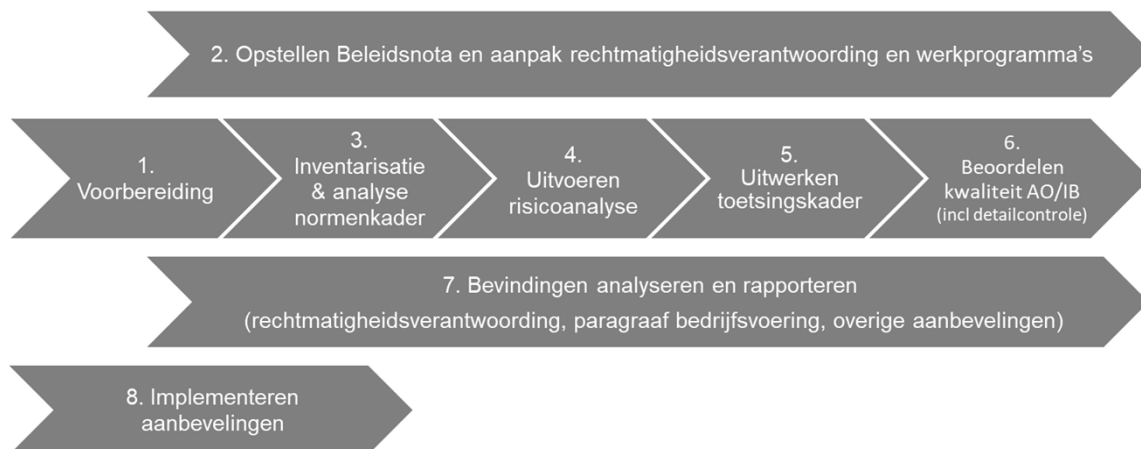 2. Opstellen Beleidsnota en aanpak rechtmatigheidsverantwoording en werkprogramma’s
1.
Voorbereiding
3.
Inventarisatie
& analyse
normenkader
4.
Uitvoeren
risicoanalyse
5.
Uitwerken
toetsingskader
6.
Beoordelen
kwaliteit AO/IB
(incl detailcontrole)
7. Bevindingen analyseren en rapporteren
(rechtmatigheidsverantwoording, paragraaf bedrijfsvoering, overige aanbevelingen)
8. Implementeren
aanbevelingen